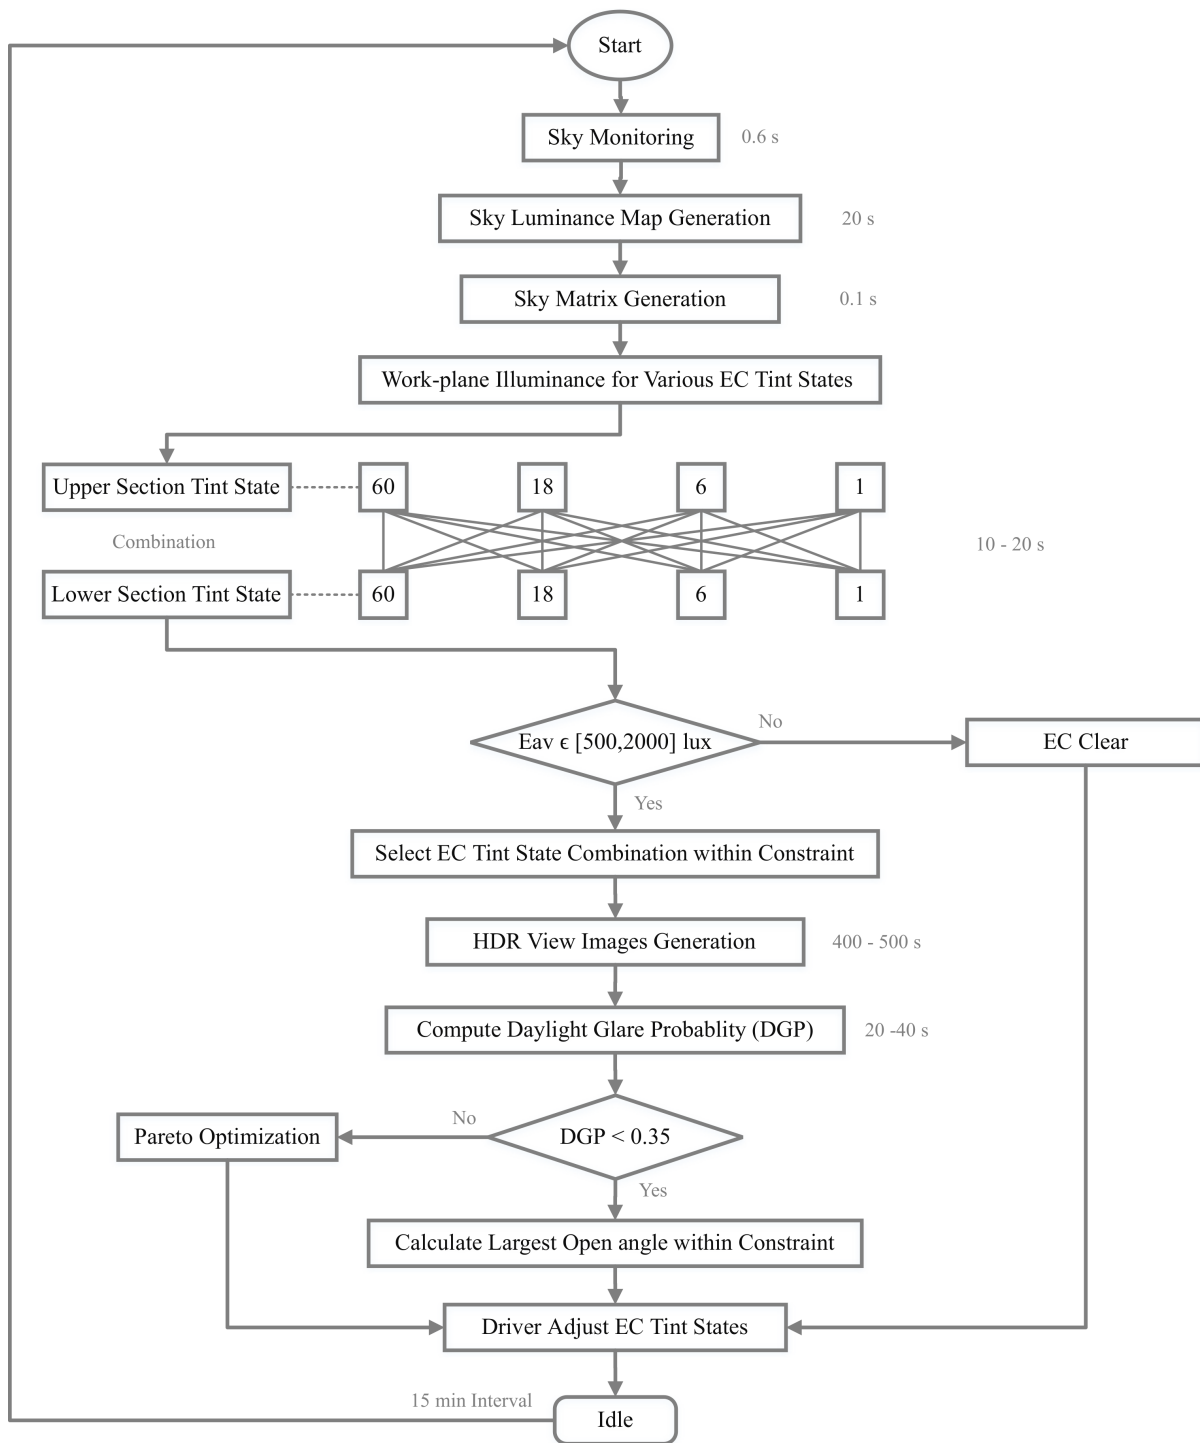 Start
Sky Monitoring
0.6 s
Sky Luminance Map Generation
20 s
Sky Matrix Generation
0.1 s
Work-plane Illuminance for Various EC Tint States
Upper Section Tint State
60
18
6
1
Combination
10 - 20 s
Lower Section Tint State
60
18
6
1
Eav ϵ [500,2000] lux
No
EC Clear
Yes
Select EC Tint State Combination within Constraint
HDR View Images Generation
400 - 500 s
Compute Daylight Glare Probablity (DGP)
20 -40 s
No
Pareto Optimization
DGP < 0.35
Yes
Calculate Largest Open angle within Constraint
Driver Adjust EC Tint States
15 min Interval
Idle